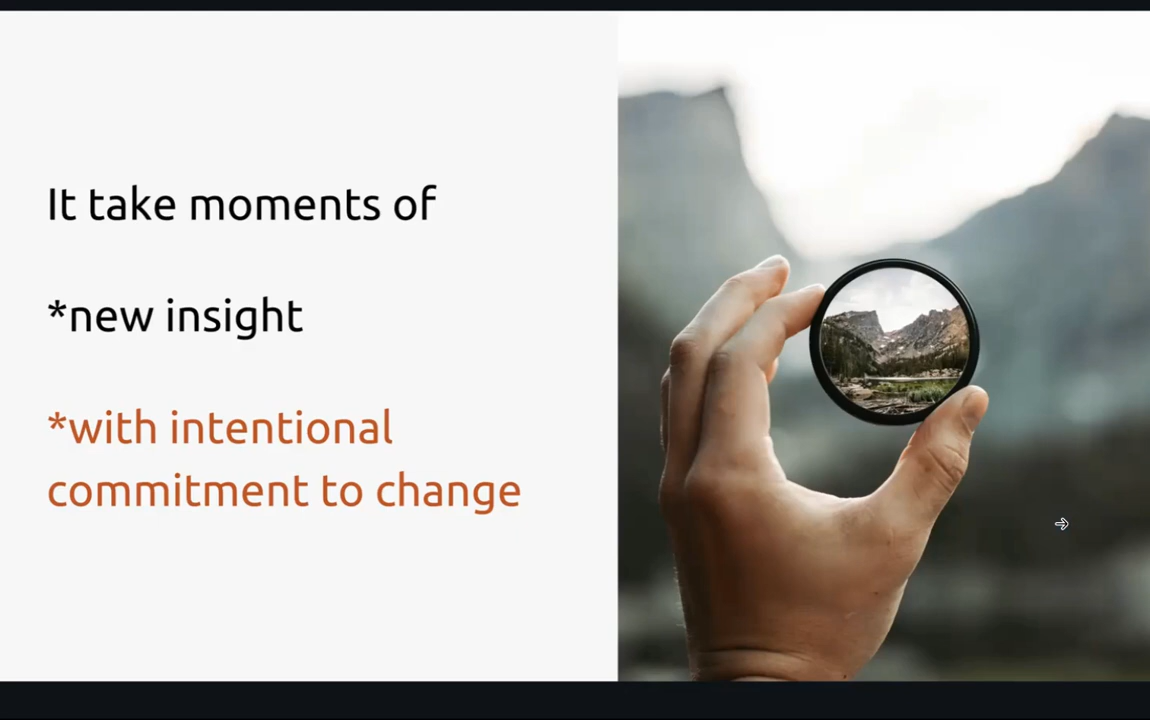 It take moments of
*new insight
*with intentional
commitment to change